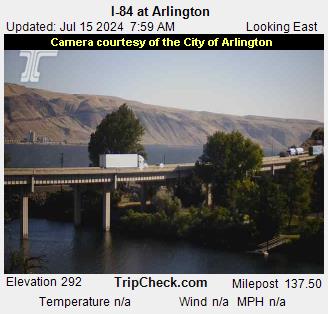 I-84 at Arlington
Updated: Jul 15 2024 7:59 AM Looking East
Camera courtesy of the City of Arlington
Elevation 292 TripCheck.com Milepost 137.50
Temperature n/a Wind n/a MPH n/a